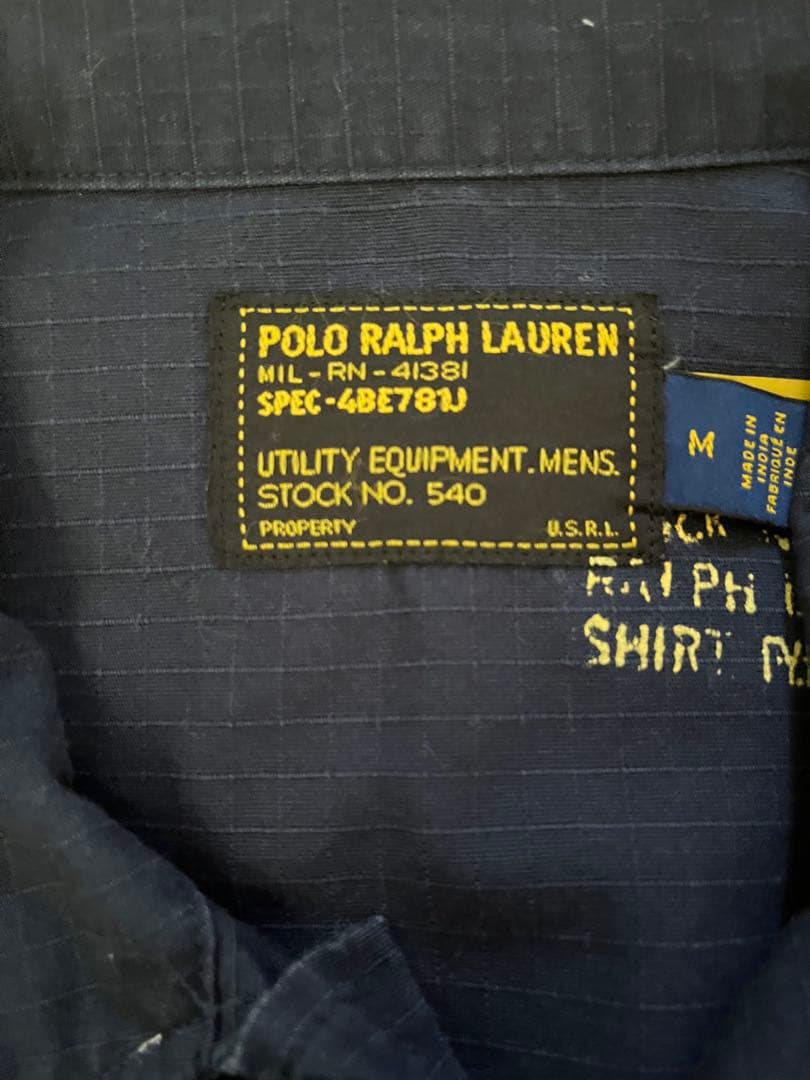 POLO RALPH LAUREN
MIL-RN-41381
SPEC-4BE781J
UTILITY EQUIPMENT.MENS.
STOCK NO. 540
PROPERTY U.S.R.L.
M
MADE IN
INDIA
FABRIQUÉ EN
INDE
RALPH
SHIRT